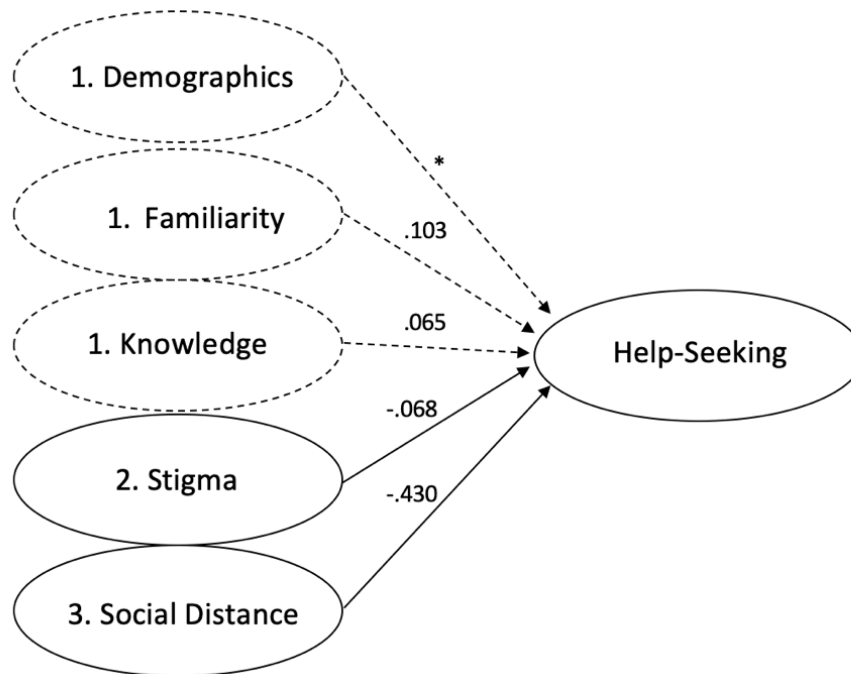 1. Demographics
*
1. Familiarity
.103
1. Knowledge
.065
Help-Seeking
2. Stigma
-.068
3. Social Distance
-.430